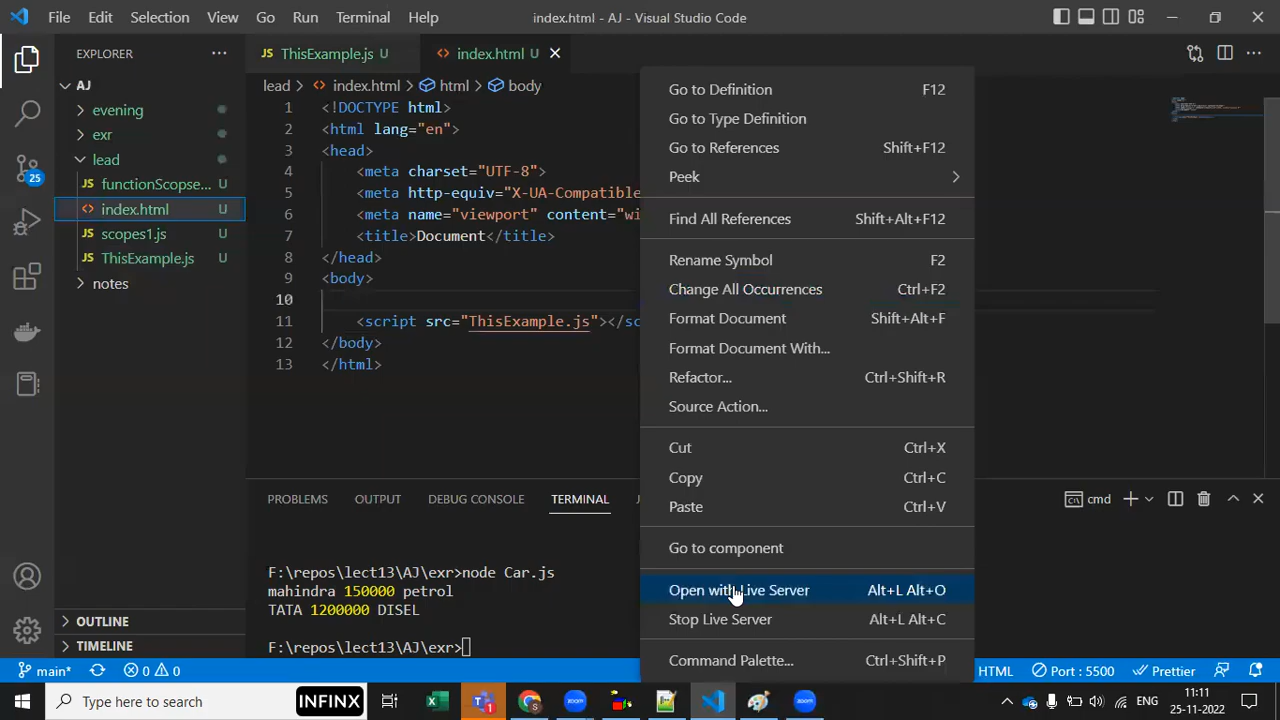 File Edit Selection View Go Run Terminal Help index.html - AJ - Visual Studio Code
EXPLORER
AJ
evening
exr
lead
functionScopse... U
index.html U
scopes1.js U
ThisExample.js U
notes
OUTLINE
TIMELINE
25
JS ThisExample.js U index.html U
lead > index.html > html > body
1 <!DOCTYPE html>
2 <html lang="en">
3 <head>
4 <meta charset="UTF-8">
5 <meta http-equiv="X-UA-Compatible
6 <meta name="viewport" content="wi
7 <title>Document</title>
8 </head>
9 <body>
10
11 <script src="ThisExample.js"></sc
12 </body>
13 </html>
Go to Definition F12
Go to Type Definition
Go to References Shift+F12
Peek
Find All References Shift+Alt+F12
Rename Symbol F2
Change All Occurrences Ctrl+F2
Format Document Shift+Alt+F
Format Document With...
Refactor... Ctrl+Shift+R
Source Action...
Cut Ctrl+X
Copy Ctrl+C
Paste Ctrl+V
Go to component
Open with Live Server Alt+L Alt+O
Stop Live Server Alt+L Alt+C
Command Palette... Ctrl+Shift+P
PROBLEMS OUTPUT DEBUG CONSOLE TERMINAL
cmd
F:\repos\lect13\AJ\exr>node Car.js
mahindra 150000 petrol
TATA 1200000 DISEL
F:\repos\lect13\AJ\exr>
main* 0 0 HTML Port : 5500 Prettier
Type here to search INFINX
zoom zoom
ENG
11:11
25-11-2022